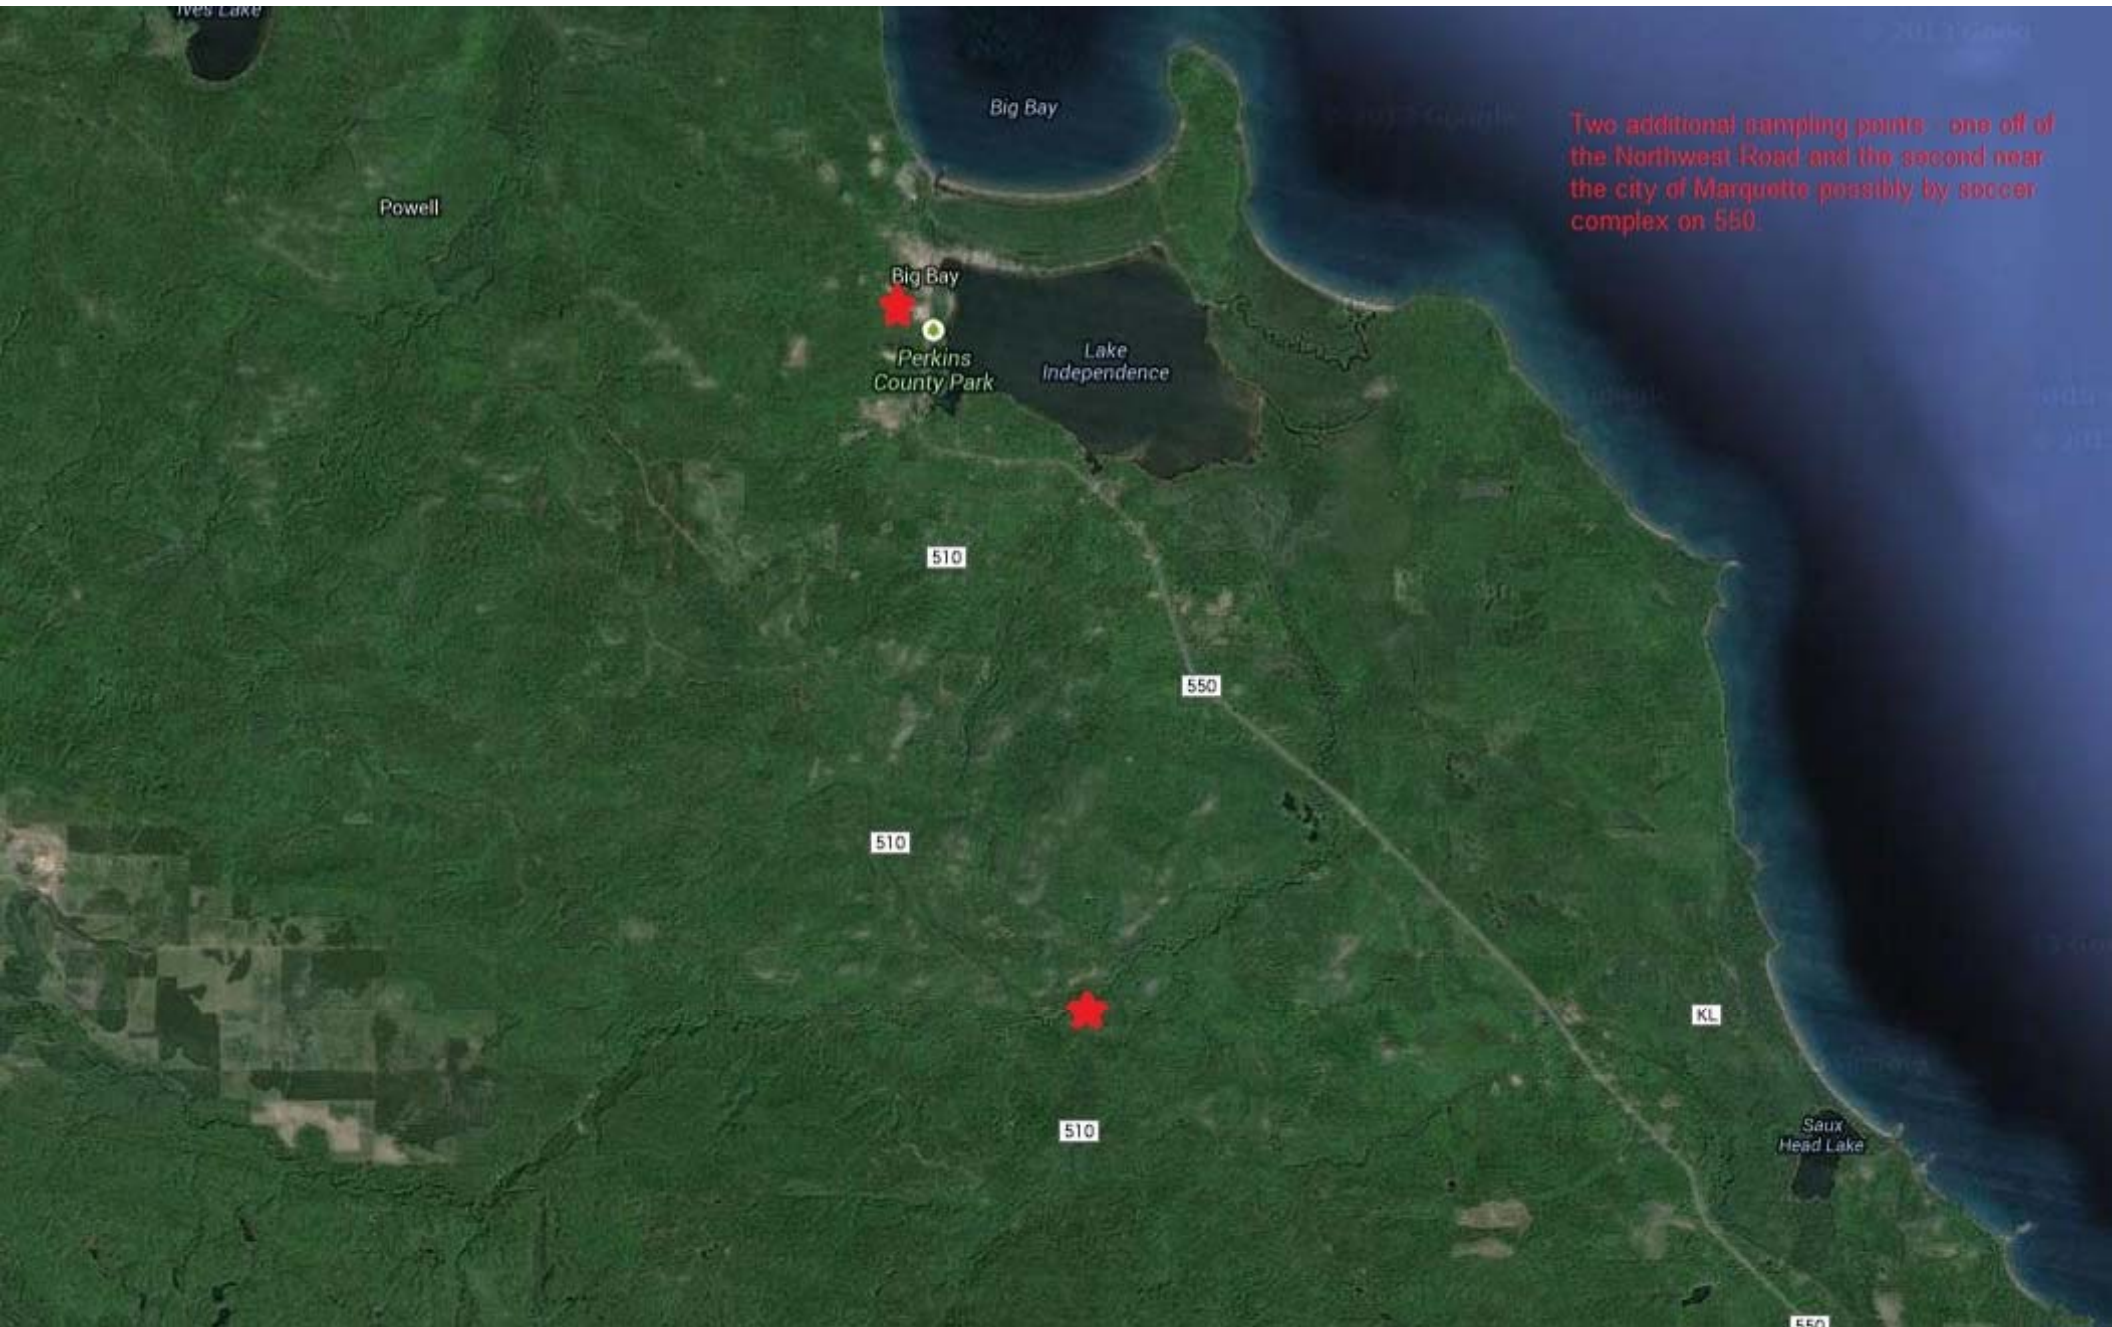 Ives Lake
Big Bay
Two additional sampling points - one off of
the Northwest Road and the second near
the city of Marquette possibly by soccer
complex on 550.
Powell
Big Bay
Perkins
County Park
Lake
Independence
510
550
510
KL
510
Saux
Head Lake
550